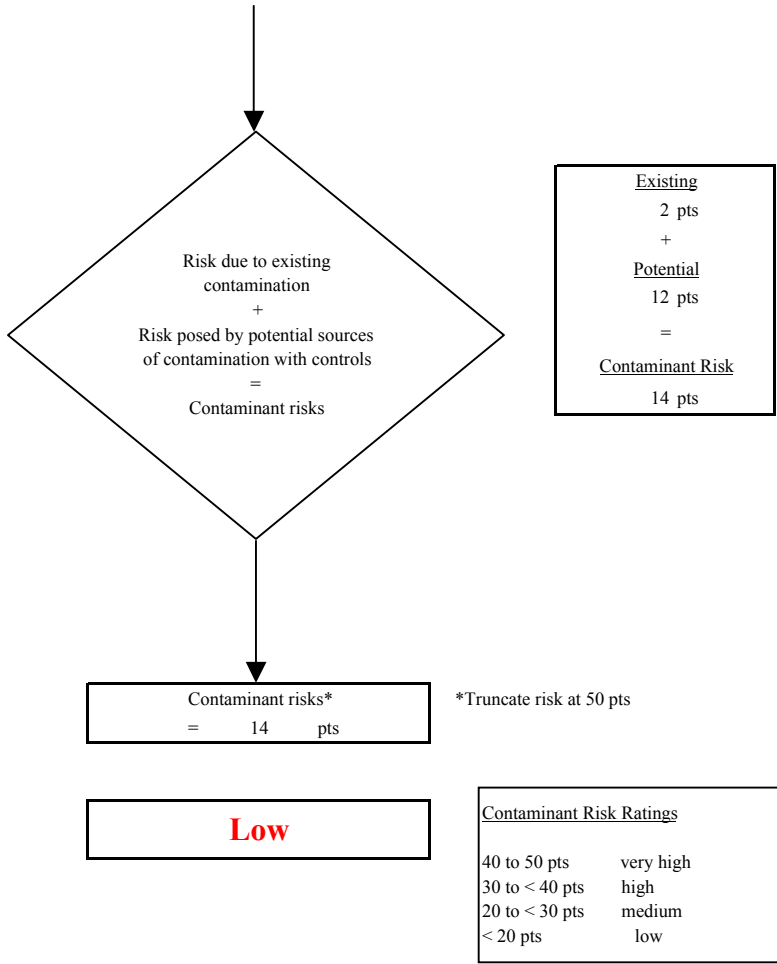 Risk due to existing
contamination
+
Risk posed by potential sources
of contamination with controls
=
Contaminant risks
Existing
2 pts
+
Potential
12 pts
=
Contaminant Risk
14 pts
Contaminant risks*
= 14 pts
*Truncate risk at 50 pts
Low
Contaminant Risk Ratings
40 to 50 pts very high
30 to < 40 pts high
20 to < 30 pts medium
< 20 pts low